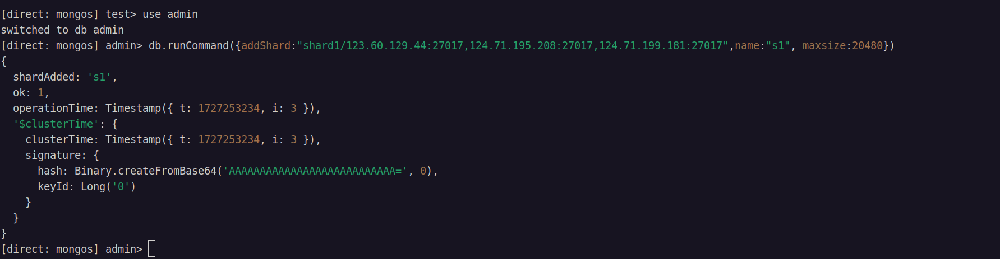 [direct: mongos] test> use admin
switched to db admin
[direct: mongos] admin> db.runCommand({addShard:"shard1/123.60.129.44:27017,124.71.195.208:27017,124.71.199.181:27017",name:"s1", maxsize:20480})
{
  shardAdded: 's1',
  ok: 1,
  operationTime: Timestamp({ t: 1727253234, i: 3 }),
  '$clusterTime': {
    clusterTime: Timestamp({ t: 1727253234, i: 3 }),
    signature: {
      hash: Binary.createFromBase64('AAAAAAAAAAAAAAAAAAAAAAAAAAA=', 0),
      keyId: Long('0')
    }
  }
}
[direct: mongos] admin>